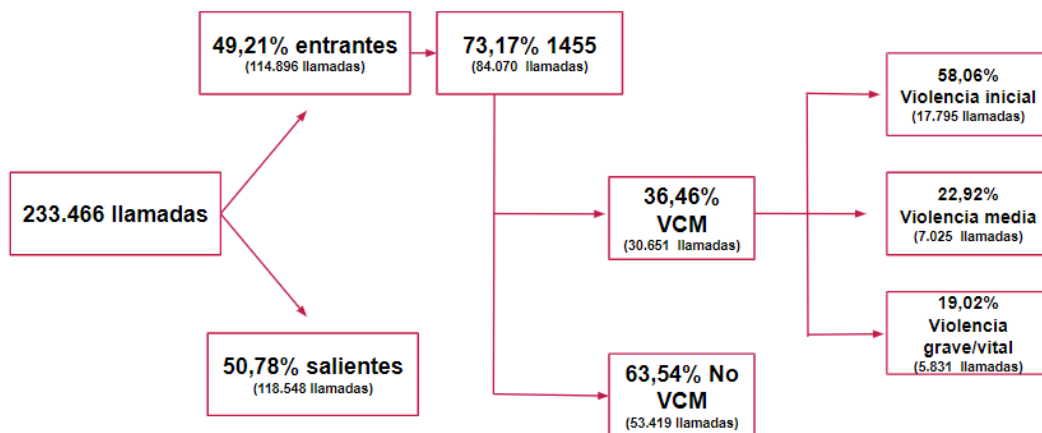 233.466 llamadas
49,21% entrantes
(114.896 llamadas)
50,78% salientes
(118.548 llamadas)
73,17% 1455
(84.070 llamadas)
36,46%
VCM
(30.651 llamadas)
63,54% No
VCM
(53.419 llamadas)
58,06%
Violencia inicial
(17.795 llamadas)
22,92%
Violencia media
(7.025 llamadas)
19,02%
Violencia
grave/vital
(5.831 llamadas)